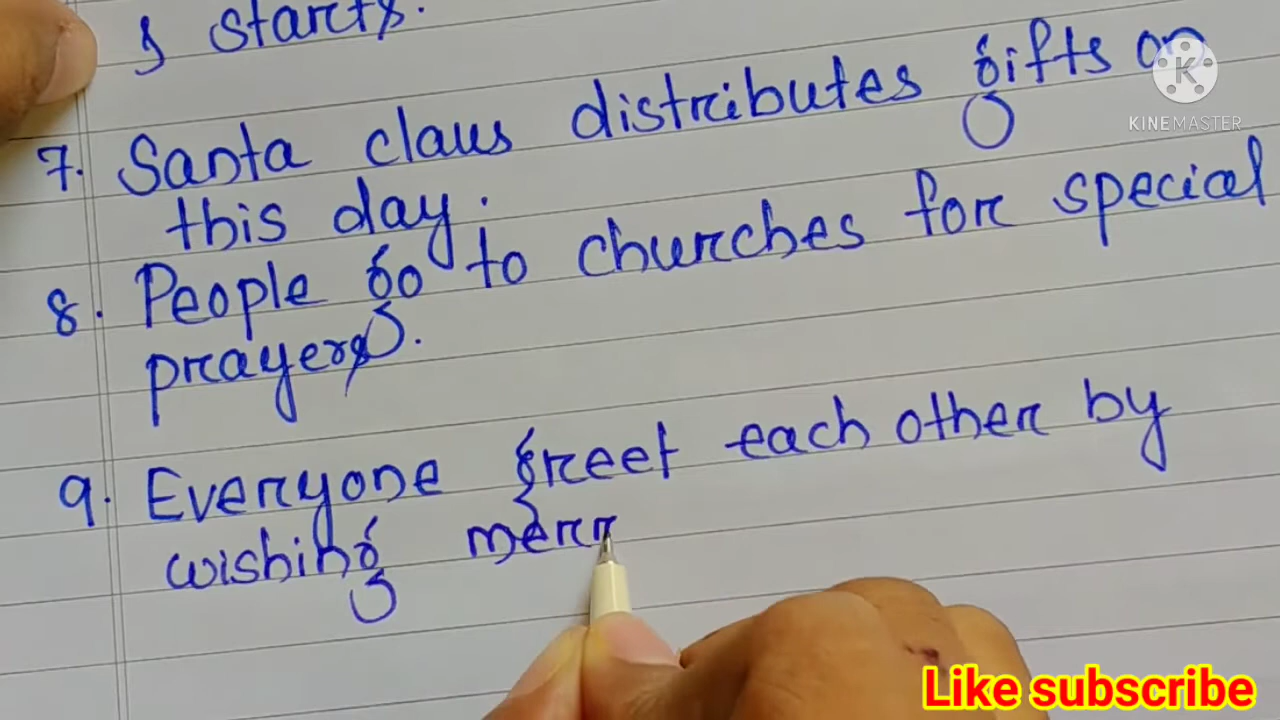 & starts.
7. Santa claus distributes gifts on
this day.
8. People go to churches for special
prayers.
9. Everyone greet each other by
wishing merr
KINEMASTER
Like subscribe